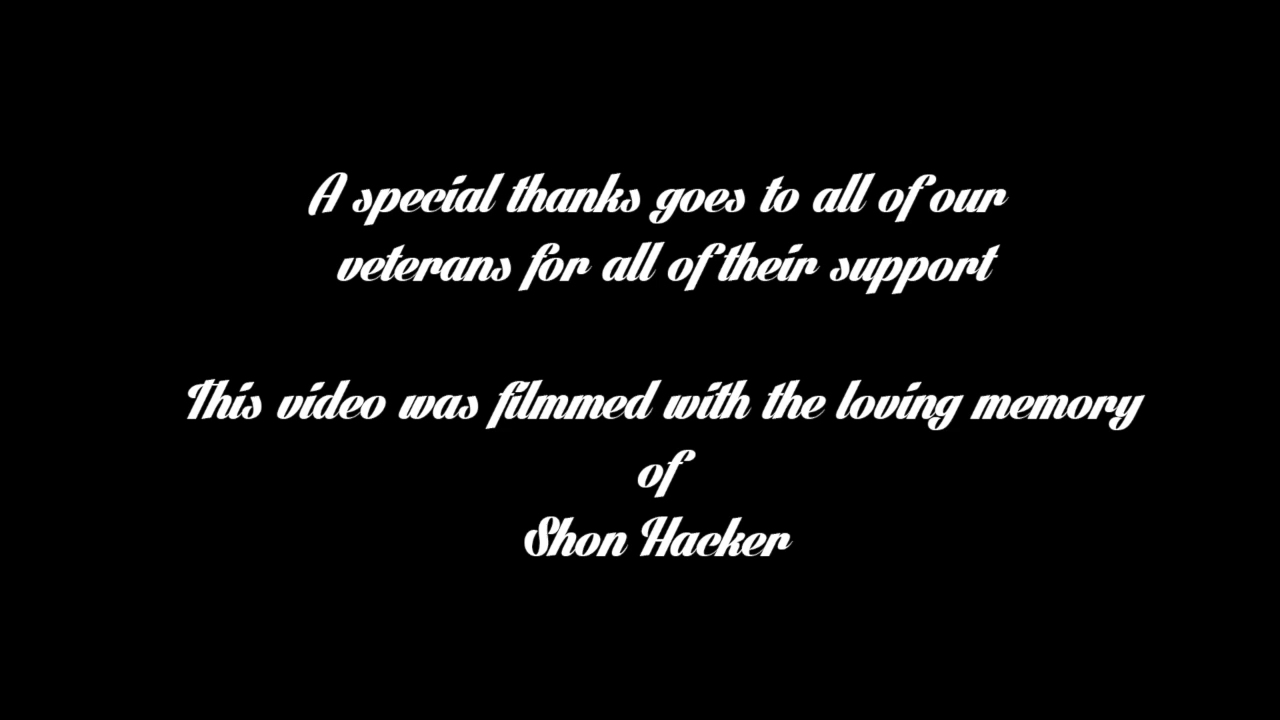 A special thanks goes to all of our
veterans for all of their support
This video was filmmed with the loving memory
of
Shon Hacker